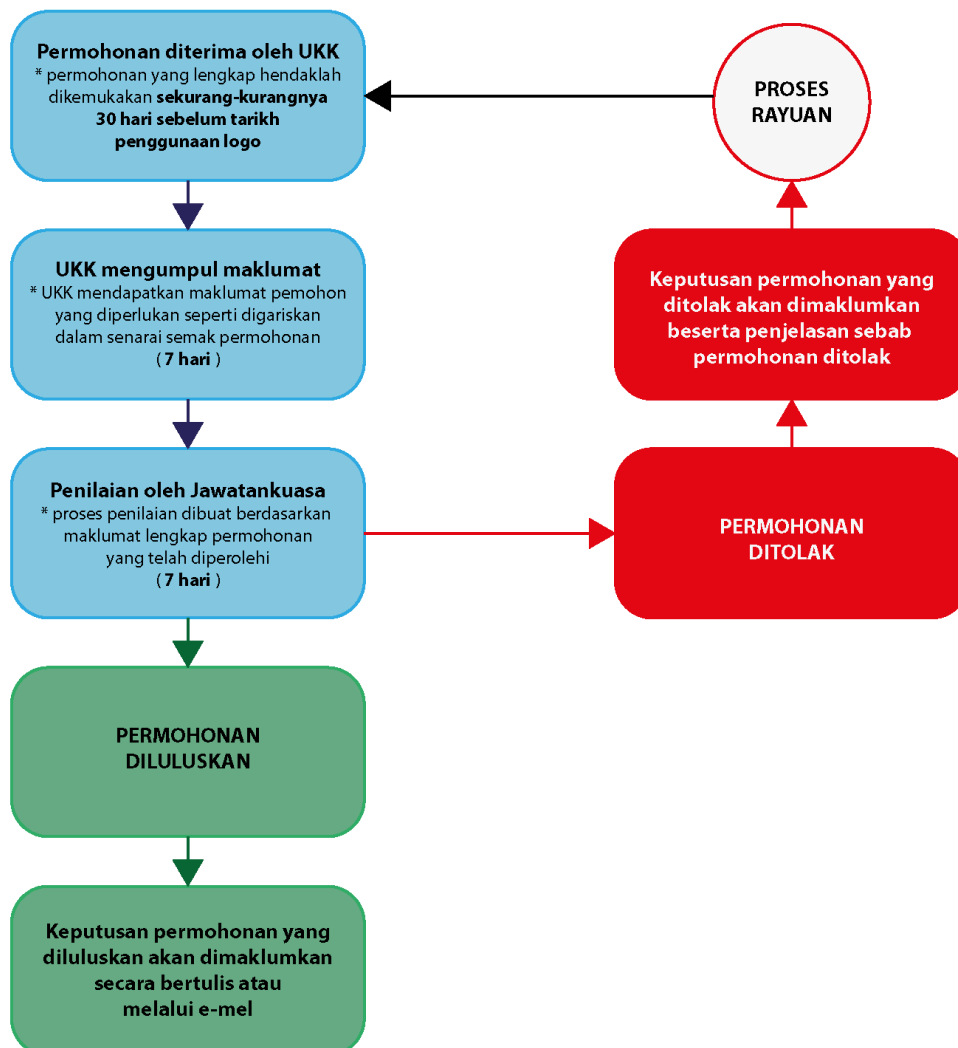 Permohonan diterima oleh UKK
* permohonan yang lengkap hendaklah
dikemukakan sekurang-kurangnya
30 hari sebelum tarikh
penggunaan logo
UKK mengumpul maklumat
* UKK mendapatkan maklumat pemohon
yang diperlukan seperti digariskan
dalam senarai semak permohonan
( 7 hari )
Penilaian oleh Jawatankuasa
* proses penilaian dibuat berdasarkan
maklumat lengkap permohonan
yang telah diperolehi
( 7 hari )
PERMOHONAN
DILULUSKAN
Keputusan permohonan yang
diluluskan akan dimaklumkan
secara bertulis atau
melalui e-mel
PERMOHONAN
DITOLAK
Keputusan permohonan yang
ditolak akan dimaklumkan
beserta penjelasan sebab
permohonan ditolak
PROSES
RAYUAN